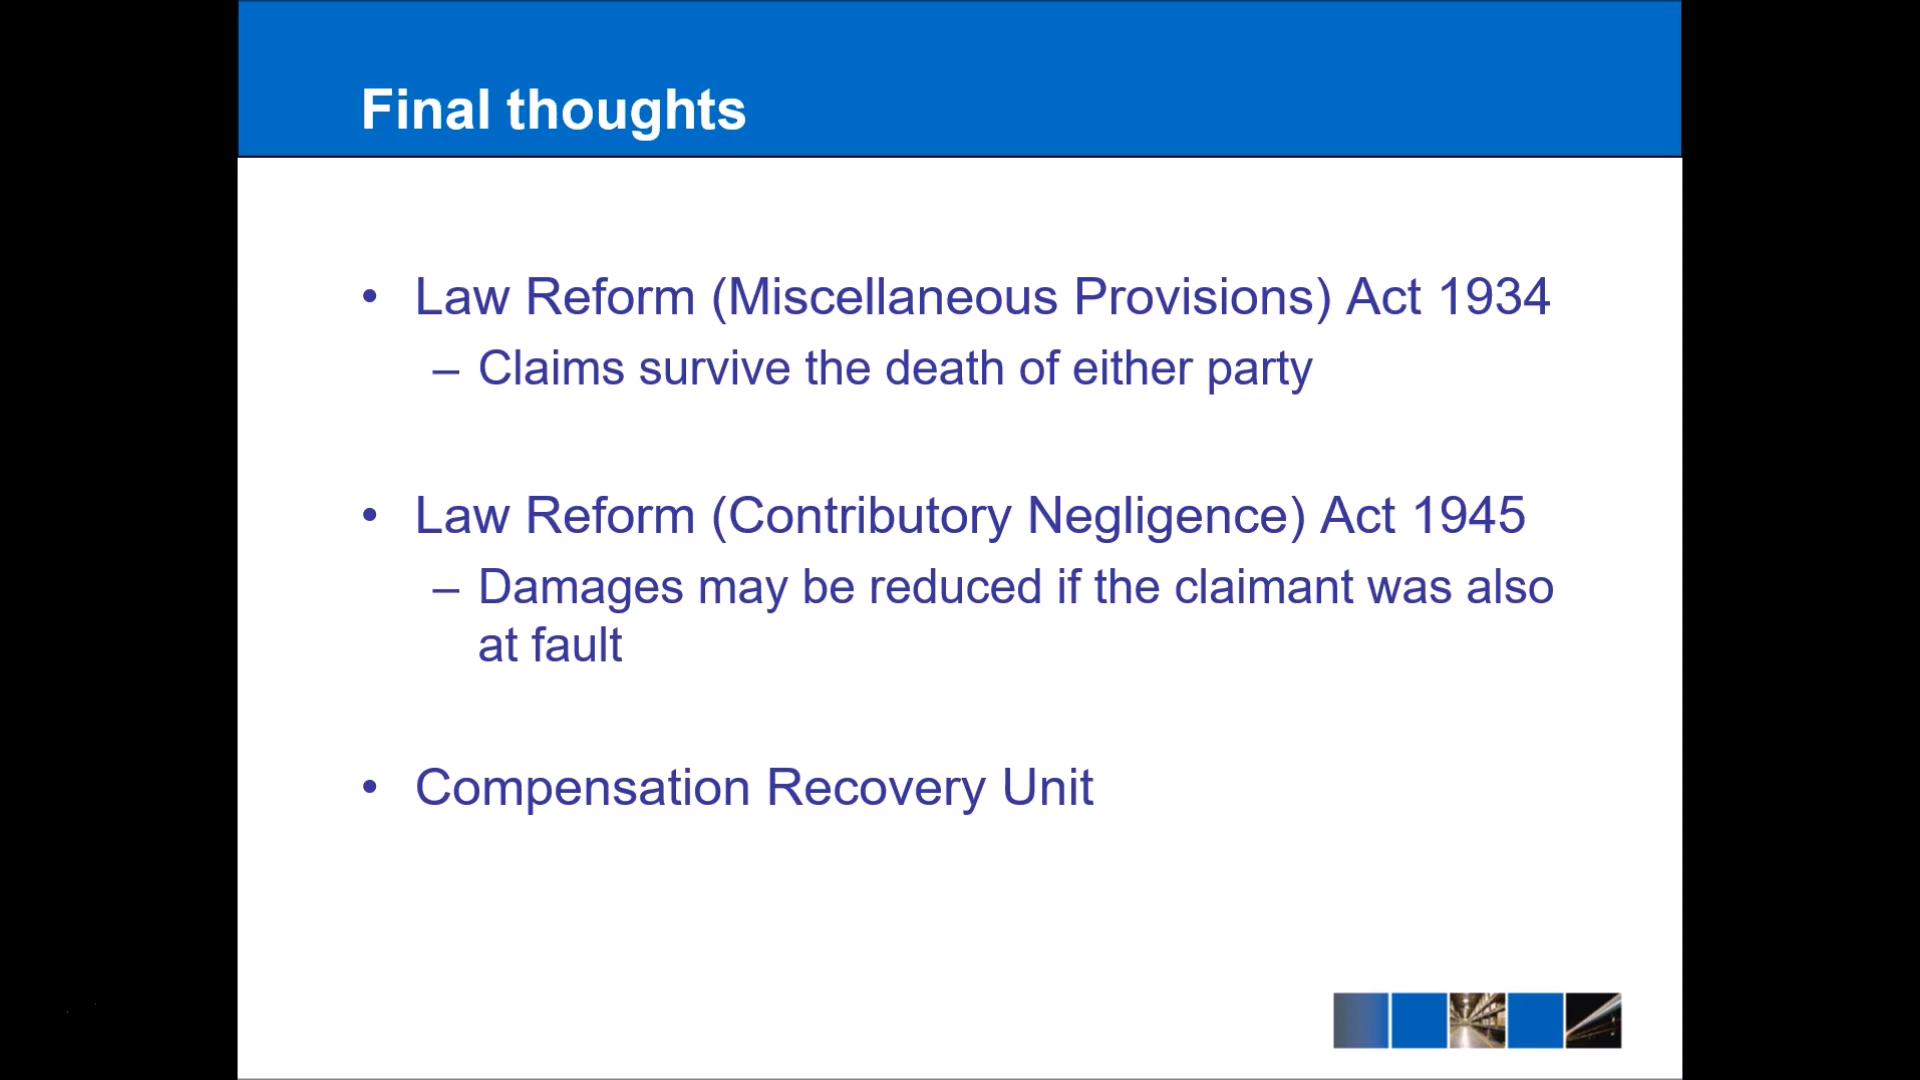 Final thoughts
• Law Reform (Miscellaneous Provisions) Act 1934
– Claims survive the death of either party
• Law Reform (Contributory Negligence) Act 1945
– Damages may be reduced if the claimant was also
at fault
• Compensation Recovery Unit